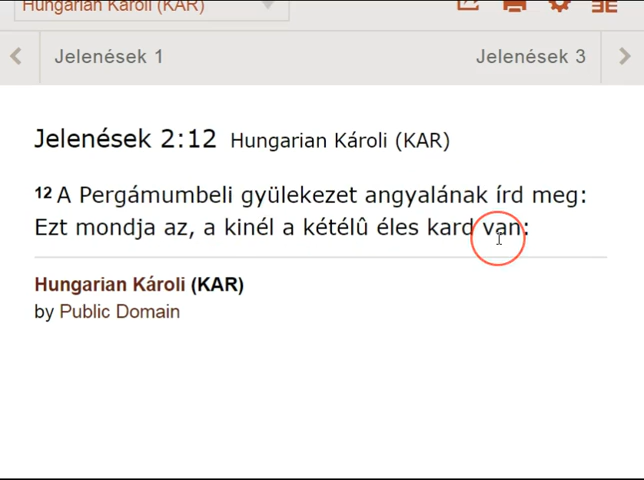 Hungarian Károli (KAR)
Jelenések 1
Jelenések 3
Jelenések 2:12 Hungarian Károli (KAR)
12 A Pergámumbeli gyülekezet angyalának írd meg:
Ezt mondja az, a kinél a kétélû éles kard van:
Hungarian Károli (KAR)
by Public Domain